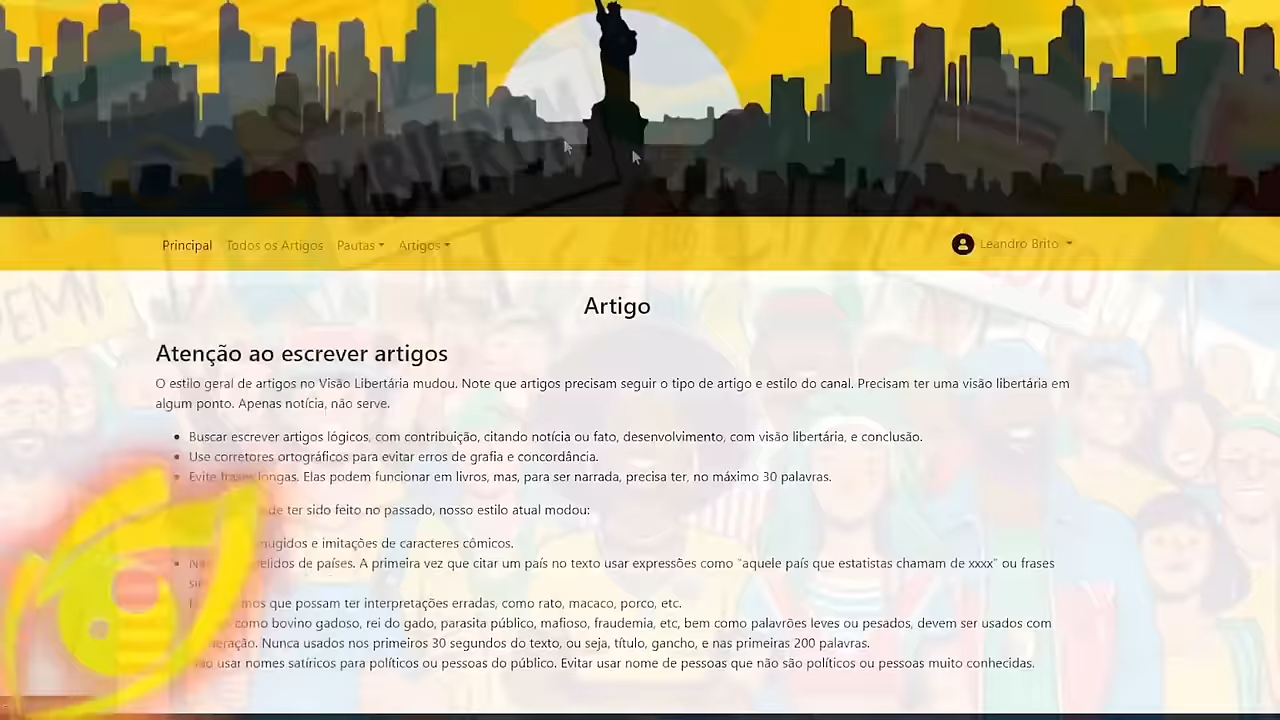 Principal Todos os Artigos Pautas Artigos Leandro Brito
Artigo
Atenção ao escrever artigos
O estilo geral de artigos no Visão Libertária mudou. Note que artigos precisam seguir o tipo de artigo e estilo do canal. Precisam ter uma visão libertária em
algum ponto. Apenas notícia, não serve.
Buscar escrever artigos lógicos, com contribuição, citando notícia ou fato, desenvolvimento, com visão libertária, e conclusão.
Use corretores ortográficos para evitar erros de grafia e concordância.
Evite frases longas. Elas podem funcionar em livros, mas, para ser narrada, precisa ter, no máximo 30 palavras.
de ter sido feito no passado, nosso estilo atual modou:
mugidos e imitações de caracteres cômicos.
de países. A primeira vez que citar um país no texto usar expressões como "aquele país que estatistas chamam de xxxx" ou frases
que possam ter interpretações erradas, como rato, macaco, porco, etc.
como bovino gadoso, rei do gado, parasita público, mafioso, fraudemia, etc, bem como palavrões leves ou pesados, devem ser usados com
Nunca usados nos primeiros 30 segundos do texto, ou seja, título, gancho, e nas primeiras 200 palavras.
usar nomes satíricos para políticos ou pessoas do público. Evitar usar nome de pessoas que não são políticos ou pessoas muito conhecidas.